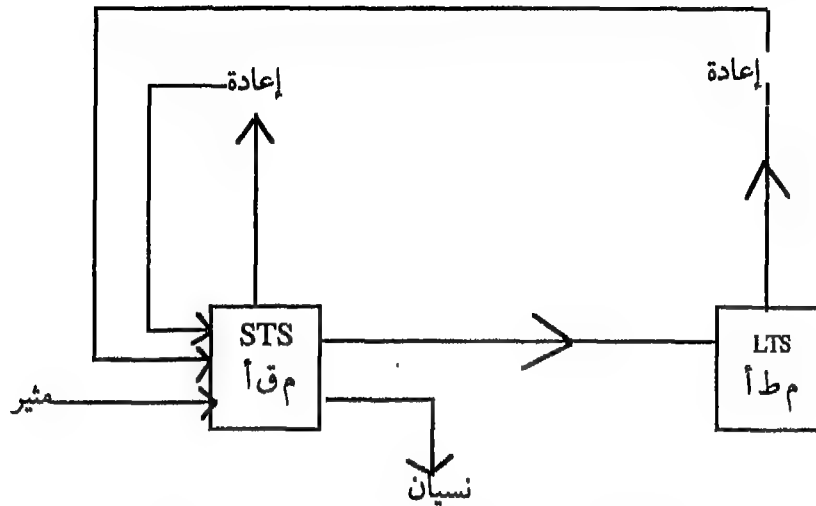 إعادة
إعادة
STS
م ق أ
LTS
م ط أ
مثير
نسيان